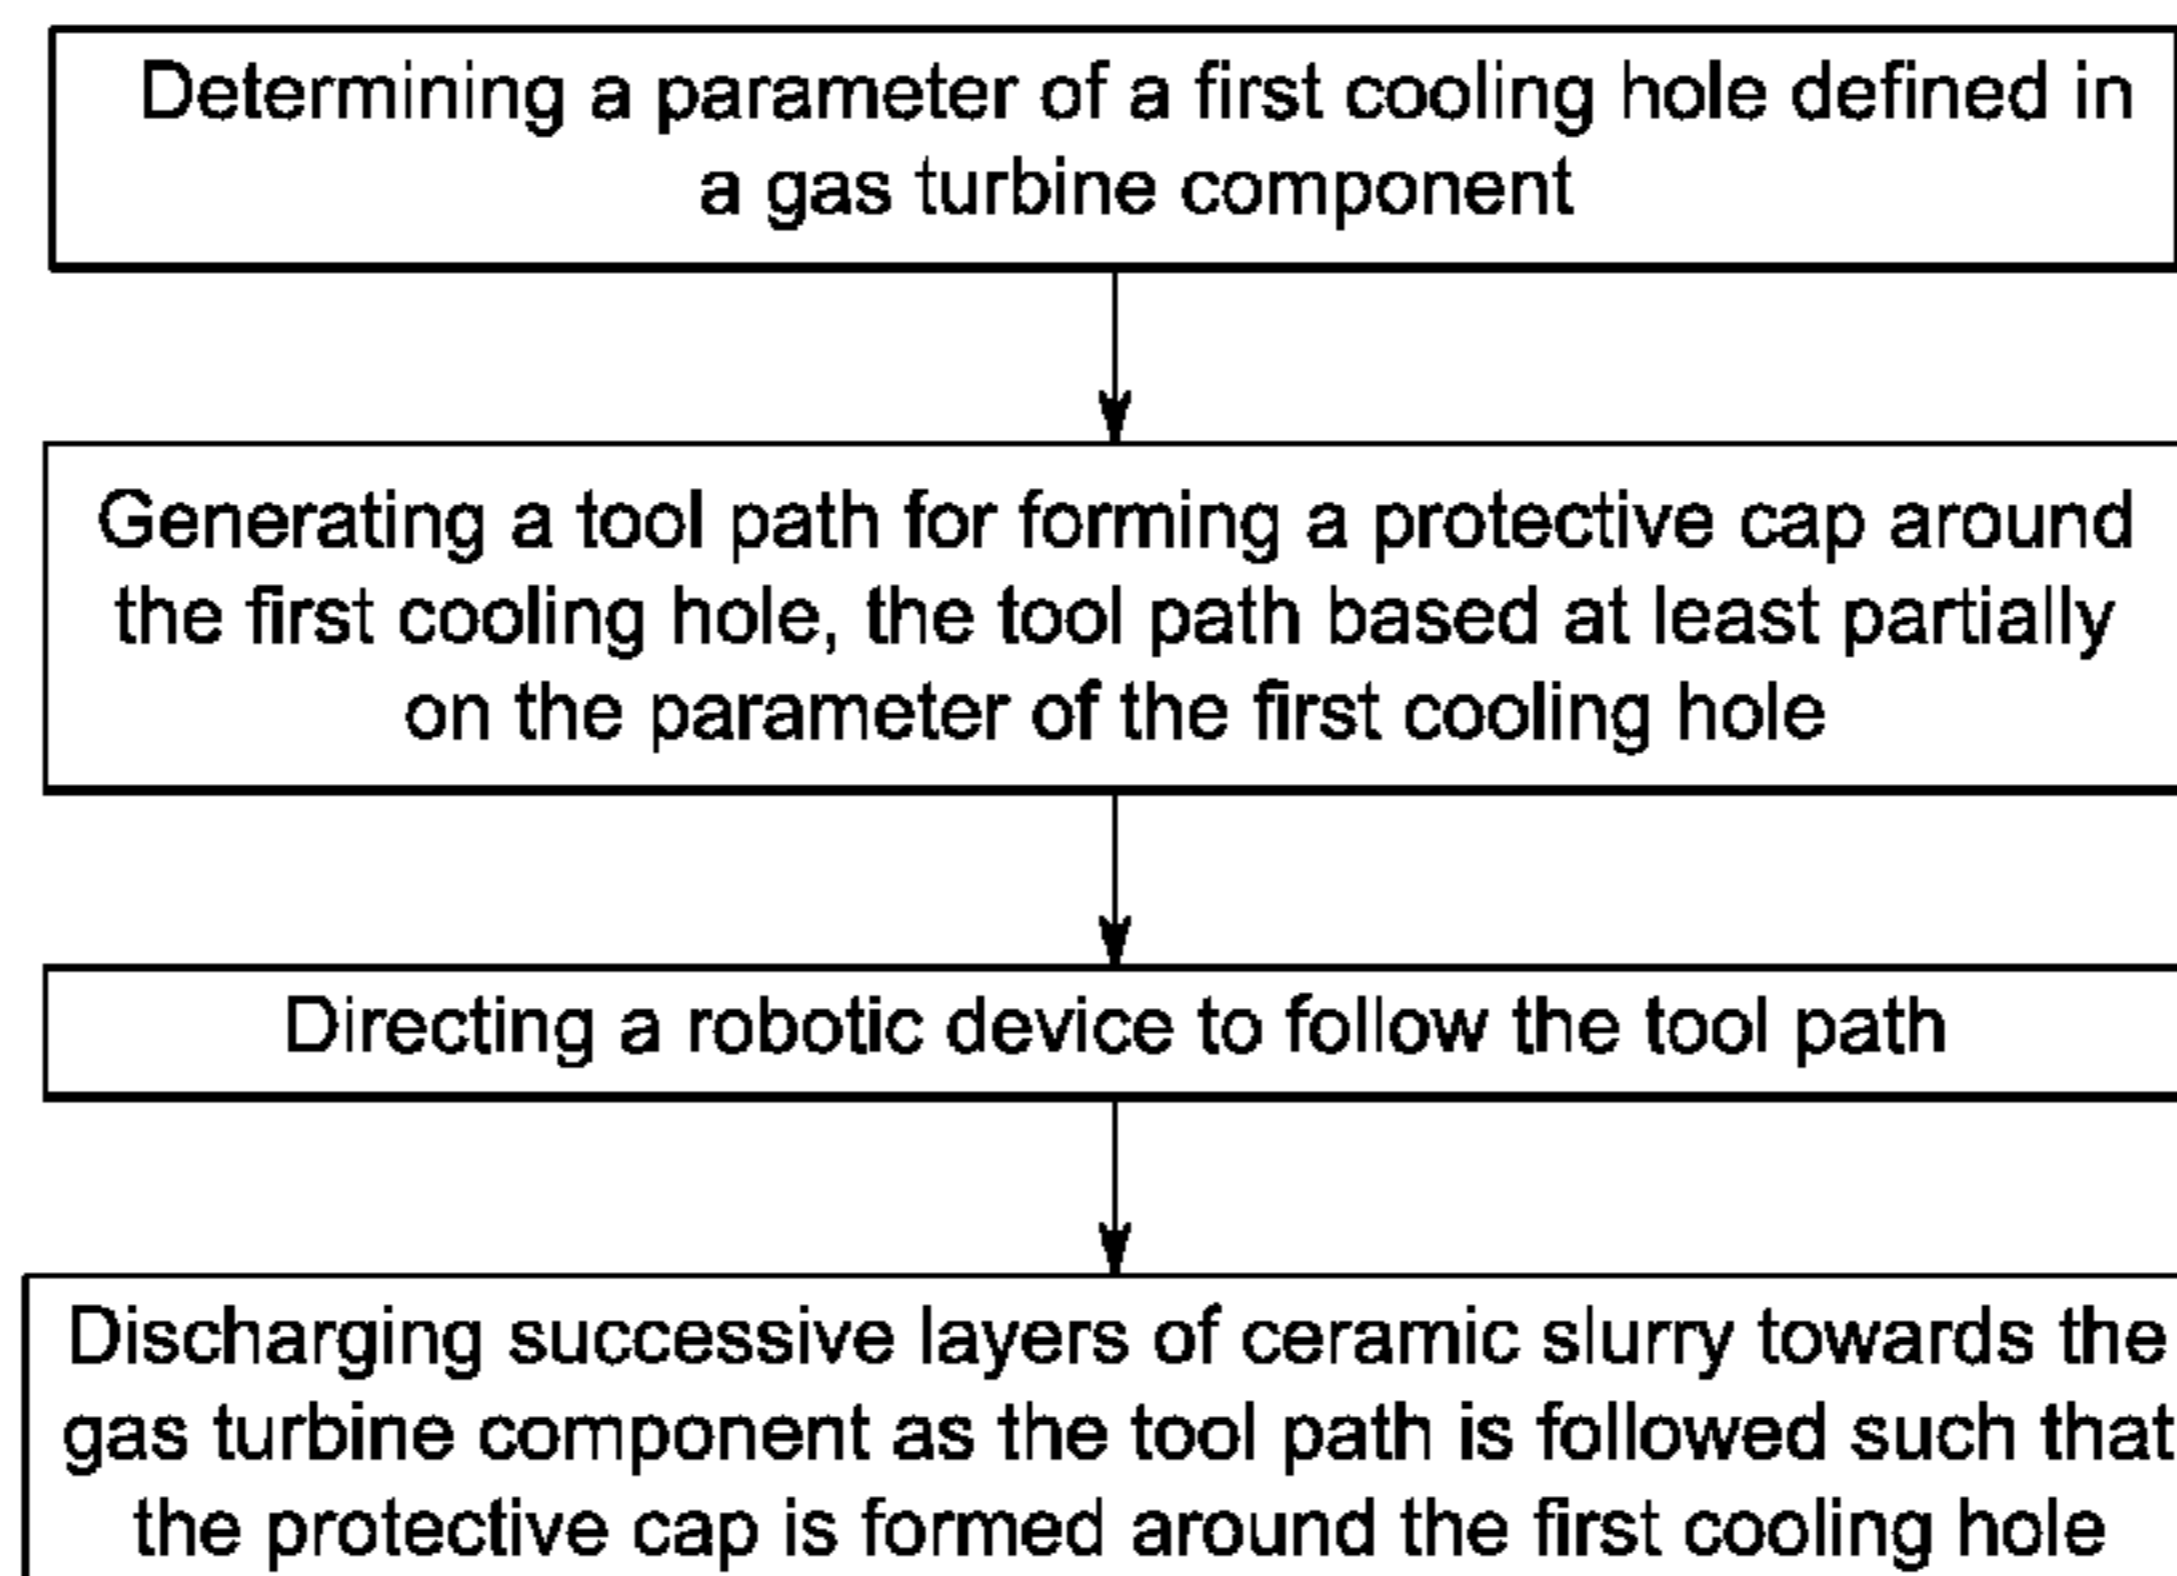 Determining a parameter of a first cooling hole defined in
a gas turbine component
Generating a tool path for forming a protective cap around
the first cooling hole, the tool path based at least partially
on the parameter of the first cooling hole
Directing a robotic device to follow the tool path
Discharging successive layers of ceramic slurry towards the
gas turbine component as the tool path is followed such that
the protective cap is formed around the first cooling hole